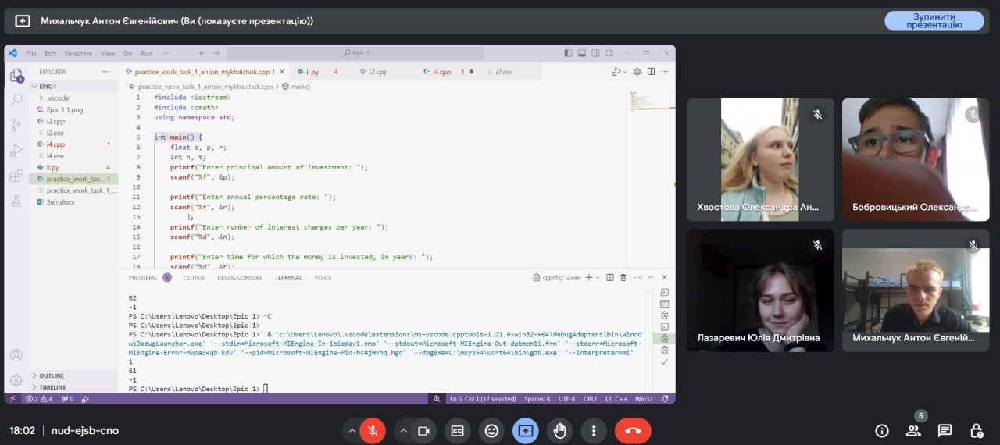 Михальчук Антон Євгенійович (Ви (показуєте презентацію))
Зупинити
презентацію
File Edit Selection View Go Run ···
Epic 1
EXPLORER ···
EPIC 1
.vscode
Epic 1.1.png
i2.cpp
i2.exe
i4.cpp 1
i4.exe
ii.py 4
practice_work_tas... 1
practice_work_task_1_...
Звіт.docx
OUTLINE
TIMELINE
practice_work_task_1_anton_mykhalchuk.cpp 1
ii.py 4
i2.cpp
i4.cpp 1
i2.exe
practice_work_task_1_anton_mykhalchuk.cpp > main()
1 #include <iostream>
2 #include <cmath>
3 using namespace std;
4
5 int main() {
6 float a, p, r;
7 int n, t;
8 printf("Enter principal amount of investment: ");
9 scanf("%f", &p);
10
11 printf("Enter annual percentage rate: ");
12 scanf("%f", &r);
13
14 printf("Enter number of interest charges per year: ");
15 scanf("%d", &n);
16
17 printf("Enter time for which the money is invested, in years: ");
18 scanf("%d", &t);
PROBLEMS 6 OUTPUT DEBUG CONSOLE TERMINAL PORTS
cppdbg: i2.exe
62
-1
PS C:\Users\Lenovo\Desktop\Epic 1> ^C
PS C:\Users\Lenovo\Desktop\Epic 1>
PS C:\Users\Lenovo\Desktop\Epic 1> & 'c:\Users\Lenovo\.vscode\extensions\ms-vscode.cpptools-1.21.6-win32-x64\debugAdapters\bin\Windo
wsDebugLauncher.exe' '--stdin=Microsoft-MIEngine-In-1biedav1.nmo' '--stdout=Microsoft-MIEngine-Out-dpbmpn1i.frn' '--stderr=Microsoft-
MIEngine-Error-nwoa34qb.kdv' '--pid=Microsoft-MIEngine-Pid-hc4j0vhq.hgc' '--dbgExe=C:\msys64\ucrt64\bin\gdb.exe' '--interpreter=mi'
1
61
-1
PS C:\Users\Lenovo\Desktop\Epic 1>
2 4 0
Ln 5, Col 1 (12 selected) Spaces: 4 UTF-8 CRLF {} C++ Win32
Хвостова Олександра Ан...
Бобровицький Олександ...
Лазаревич Юлія Дмитрівна
Михальчук Антон Євгеній...
18:02 | nud-ejsb-cno
5